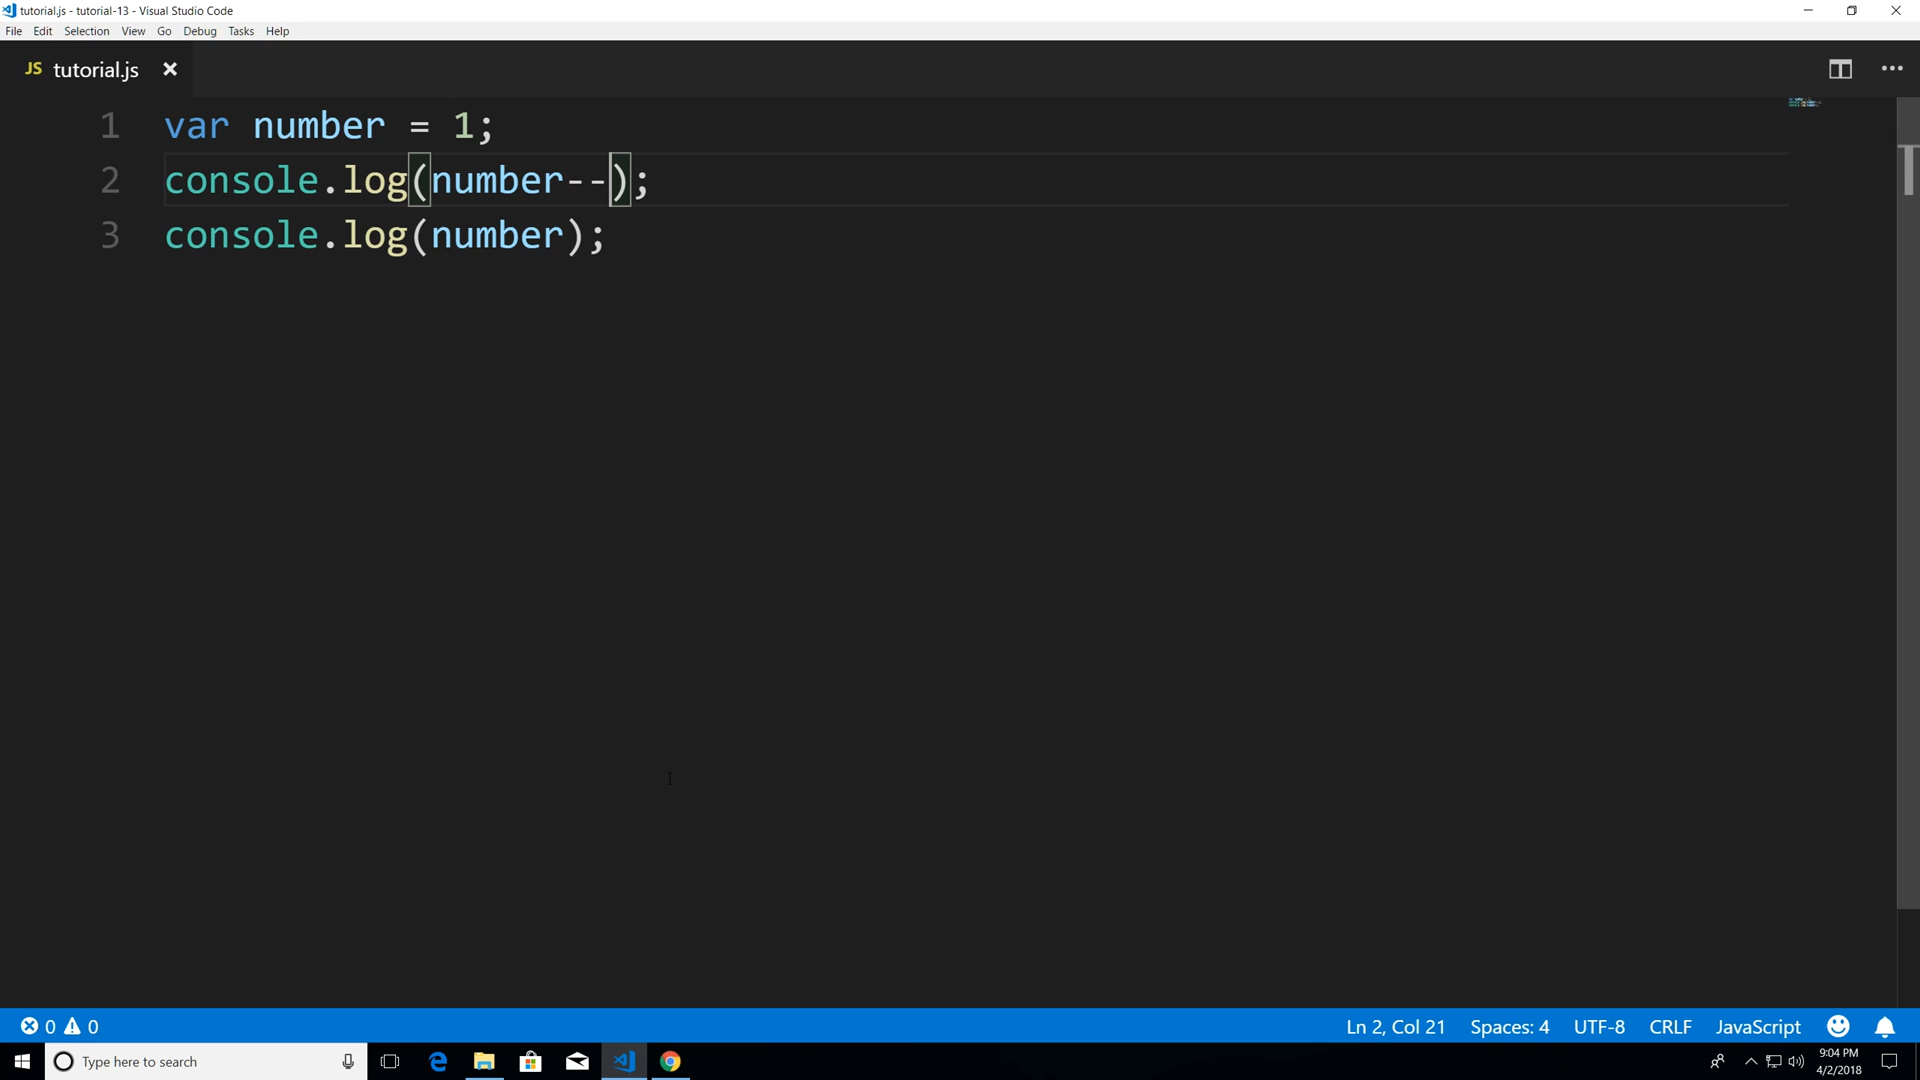 tutorial.js - tutorial-13 - Visual Studio Code
File Edit Selection View Go Debug Tasks Help
JS tutorial.js
1 var number = 1;
2 console.log(number--);
3 console.log(number);
0 0 Ln 2, Col 21 Spaces: 4 UTF-8 CRLF JavaScript
Type here to search
9:04 PM
4/2/2018